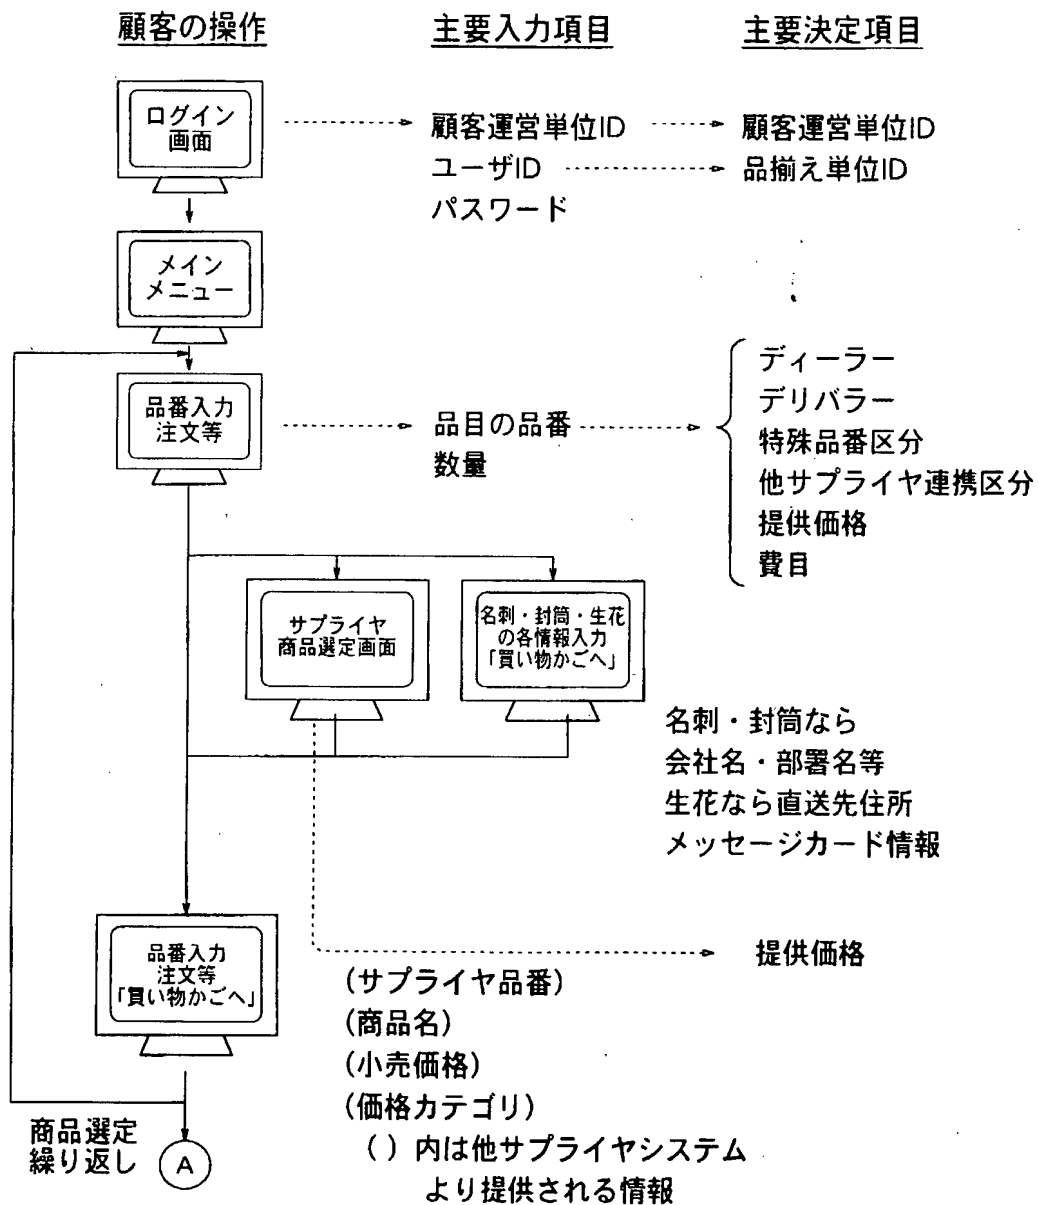 顧客の操作
主要入力項目
主要決定項目
ログイン
画面
顧客運営単位ID
顧客運営単位ID
ユーザID
品揃え単位ID
パスワード
メイン
メニュー
品番入力
注文等
品目の品番
数量
ディーラー
デリバラー
特殊品番区分
他サプライヤ連携区分
提供価格
費目
サプライヤ
商品選定画面
名刺・封筒・生花
の各情報入力
「買い物かごへ」
名刺・封筒なら
会社名・部署名等
生花なら直送先住所
メッセージカード情報
品番入力
注文等
「買い物かごへ」
提供価格
(サプライヤ品番)
(商品名)
(小売価格)
(価格カテゴリ)
( ) 内は他サプライヤシステム
より提供される情報
商品選定
繰り返し
A